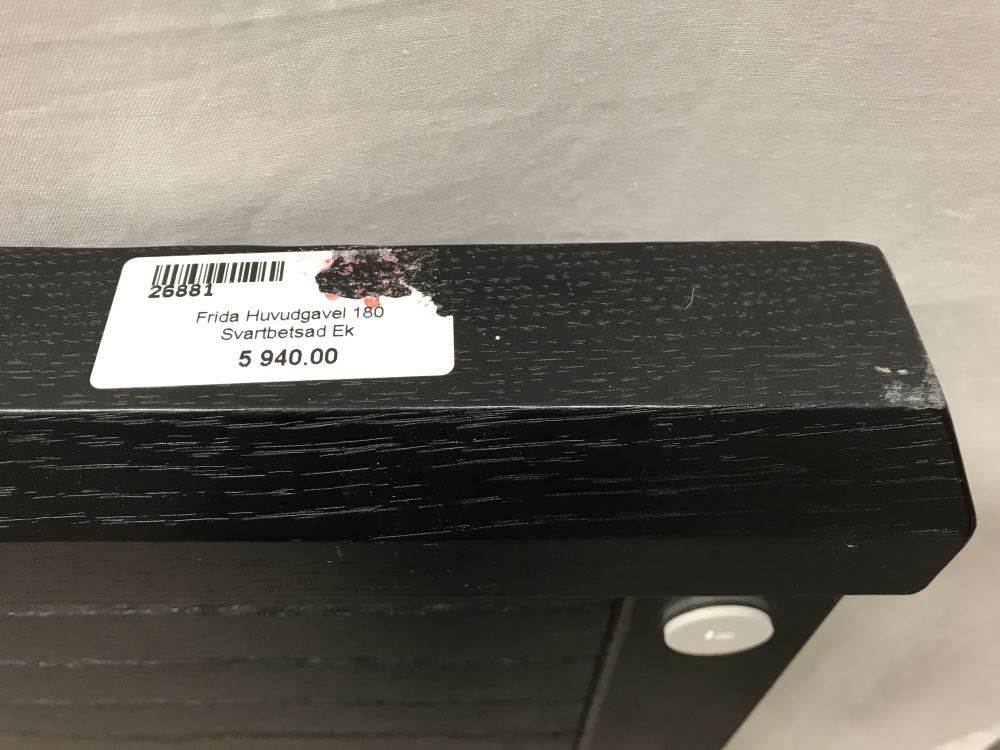 26881
Frida Huvudgavel 180
Svartbetsad Ek
5 940.00